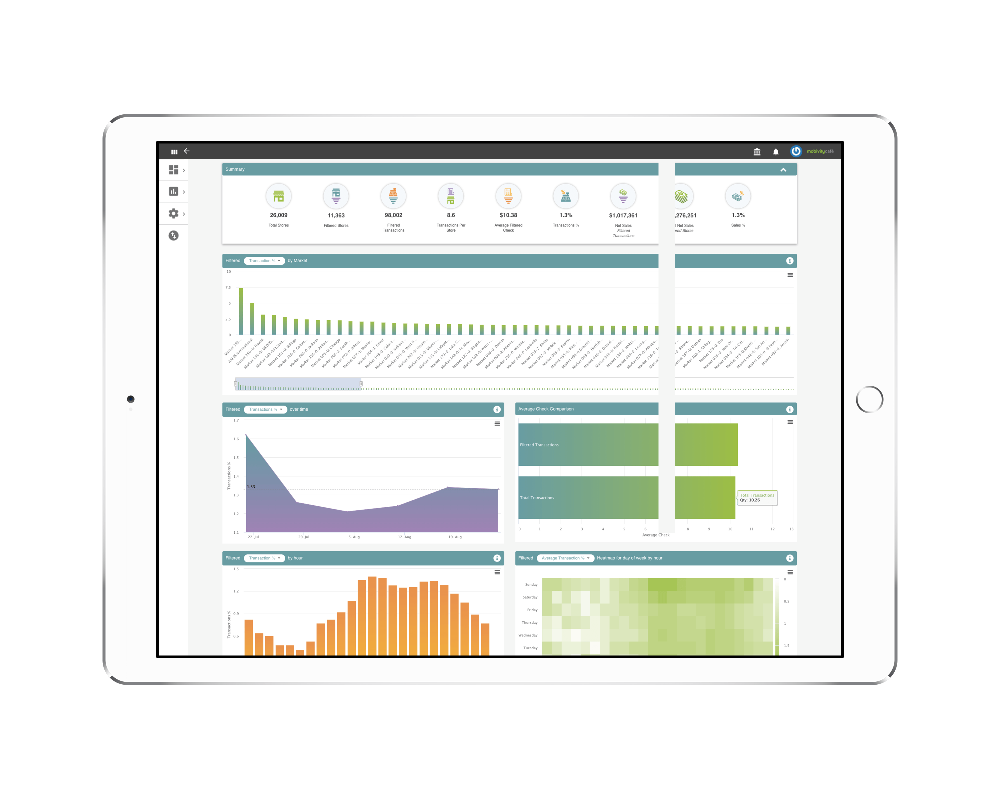 mobivitycafé
Summary
26,009
Total Stores
11,363
Filtered Stores
98,002
Filtered
Transactions
8.6
Transactions Per
Store
$10.38
Average Filtered
Check
1.3%
Transactions %
$1,017,361
Net Sales
Filtered
Transactions
,276,251
l Net Sales
ered Stores
1.3%
Sales %
Filtered Transaction % by Market
10
7.5
5
2.5
0
Market 193...
AAFES International
Market 250-0: Hawaii
Market 156-0: MEDFO...
Market 162-0: Ft.Smit...
Market 161-0: Billings
Market 128-0: Colum...
Market 083-0: Jackson
Market 155-0: Abilen...
Market 003-0: Chicago
Market 005-2: South ...
Market 072-0: Johnst...
Market 037-1: Wester...
Market 004-1: Dover
Market 103-0: Colora...
Market 020-0: Indiana...
Market 081-0: West P...
Market 202-0: Ottum...
Market 015-0: Miami-...
Market 115-0: Lafayet...
Market 173-0: Lake C...
Market 142-0: Ft. Mey...
Market 122-0: Bingha...
Market 102-0: Waco -...
Market 046-0: Dayton
Market 004-2: Allento...
Market 255-0: Wichita...
Market 045-0: Louisville
Market 033-2: Blythe
Market 062-0: Mobile ...
Market 005-0: Boston
Market 055-0: Flint - ...
Market 094-0: Greenvi...
Market 043-0: Harrisb...
Market 040-0: Orland...
Market 048-0: Norfol...
Market 138-0: HARLI...
Market 089-0: Lexing...
Market 077-0: Albuqu...
Market 118-0: T
-0: Shreve...
arket 157-0: Dothan
Market 102-1: Colleg...
Market 135-0: Erie
Market 036-0: New Or...
Market 084-0: Tri-Citi...
Market 163-0: IDAHO ...
Market 042-0: San An...
Market 105-0: El Paso...
Market 097-0: Austin
Filtered Transactions % over time
1.7
1.6
1.5
1.4
1.3
1.2
1.1
Transactions %
1.33
22. Jul
29. Jul
5. Aug
12. Aug
19. Aug
Average Check Comparison
Filtered Transactions
Total Transactions
Total Transactions
Qty: 10.26
0 1 2 3 4 5 6 8 9 10 11 12 13
Average Check
Filtered Transaction % by hour
1.5
1.2
0.9
0.6
Transactions %
Filtered Average Transaction % Heatmap for day of week by hour
Sunday
Saturday
Friday
Thursday
Wednesday
Tuesday
0
0.5
1
1.5